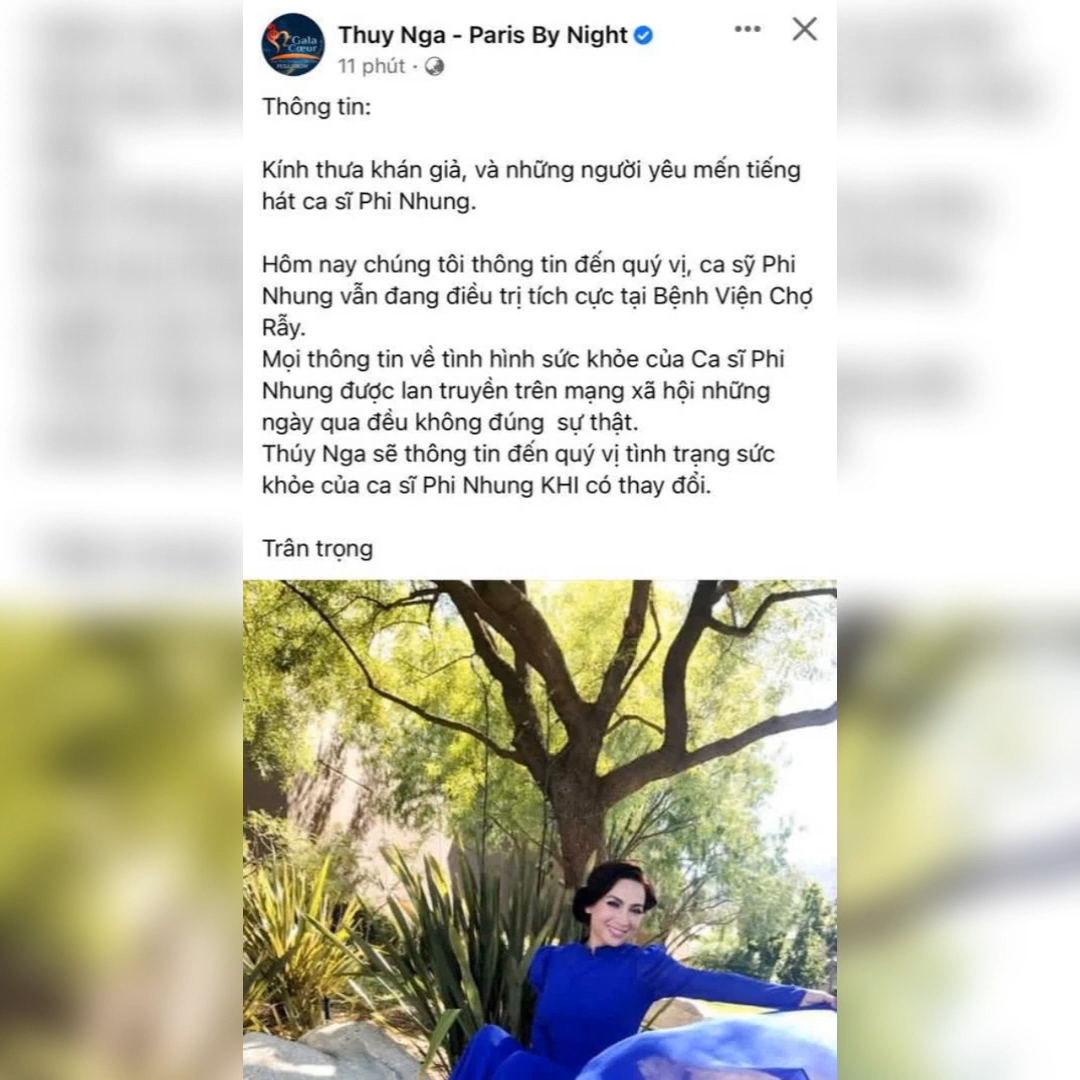 Gala
Cœur
Thuy Nga - Paris By Night
11 phút ·
Thông tin:
Kính thưa khán giả, và những người yêu mến tiếng
hát ca sĩ Phi Nhung.
Hôm nay chúng tôi thông tin đến quý vị, ca sỹ Phi
Nhung vẫn đang điều trị tích cực tại Bệnh Viện Chợ
Rẫy.
Mọi thông tin về tình hình sức khỏe của Ca sĩ Phi
Nhung được lan truyền trên mạng xã hội những
ngày qua đều không đúng  sự thật.
Thúy Nga sẽ thông tin đến quý vị tình trạng sức
khỏe của ca sĩ Phi Nhung KHI có thay đổi.
Trân trọng